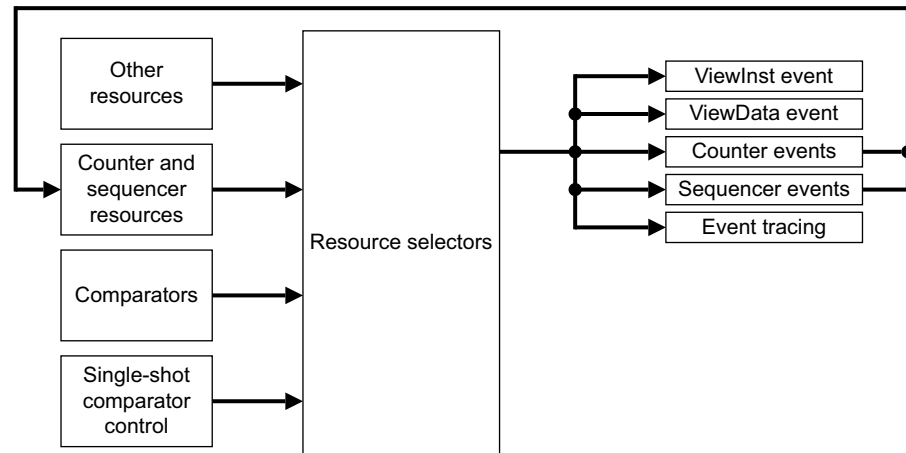 Other
resources
Counter and
sequencer
resources
Comparators
Single-shot
comparator
control
Resource selectors
ViewInst event
ViewData event
Counter events
Sequencer events
Event tracing